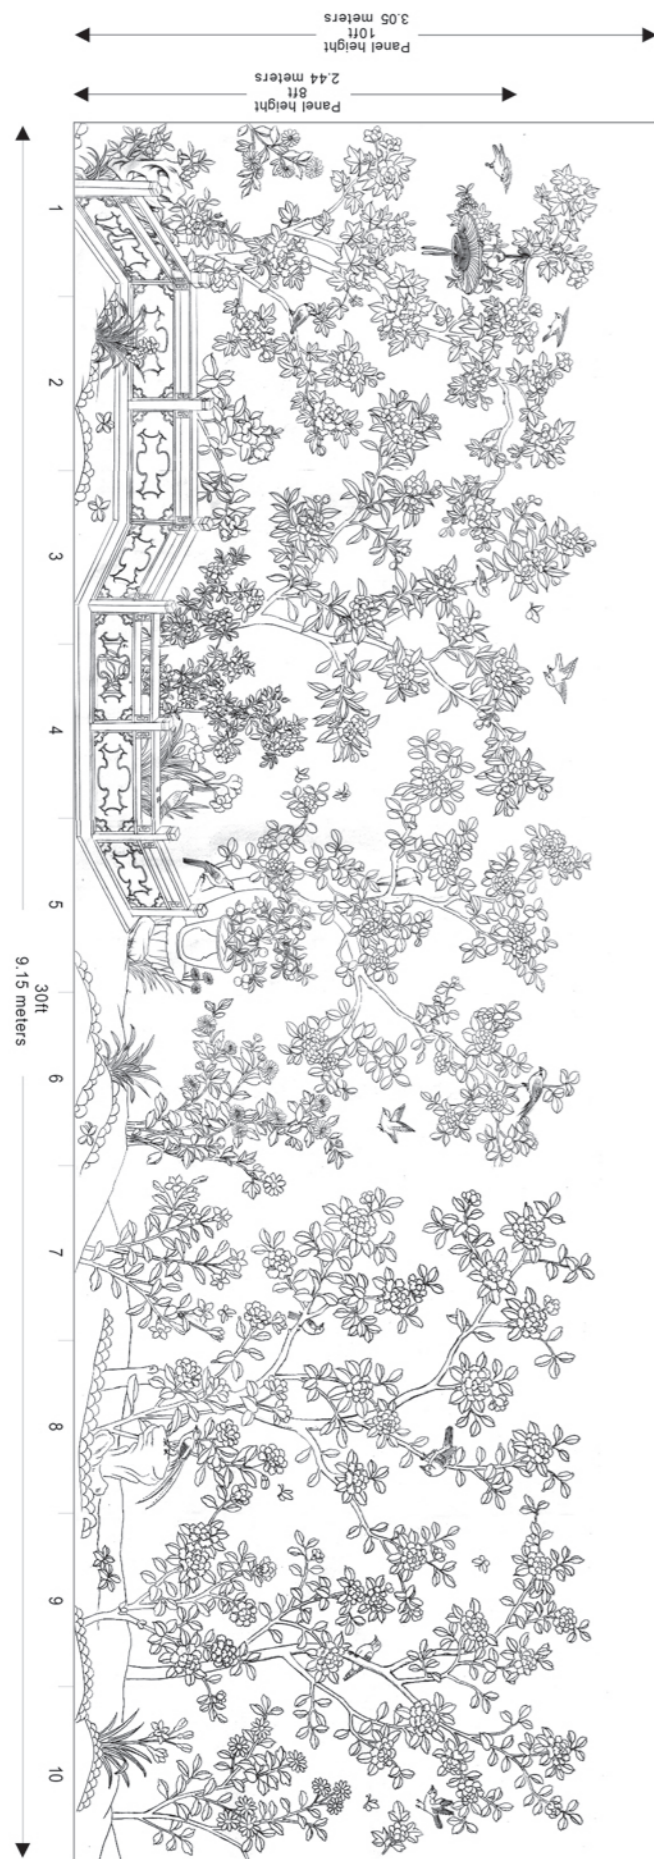 Panel height
10ft
3.05 meters
Panel height
8ft
2.44 meters
1
2
3
4
5
6
7
8
9
10
30ft
9.15 meters